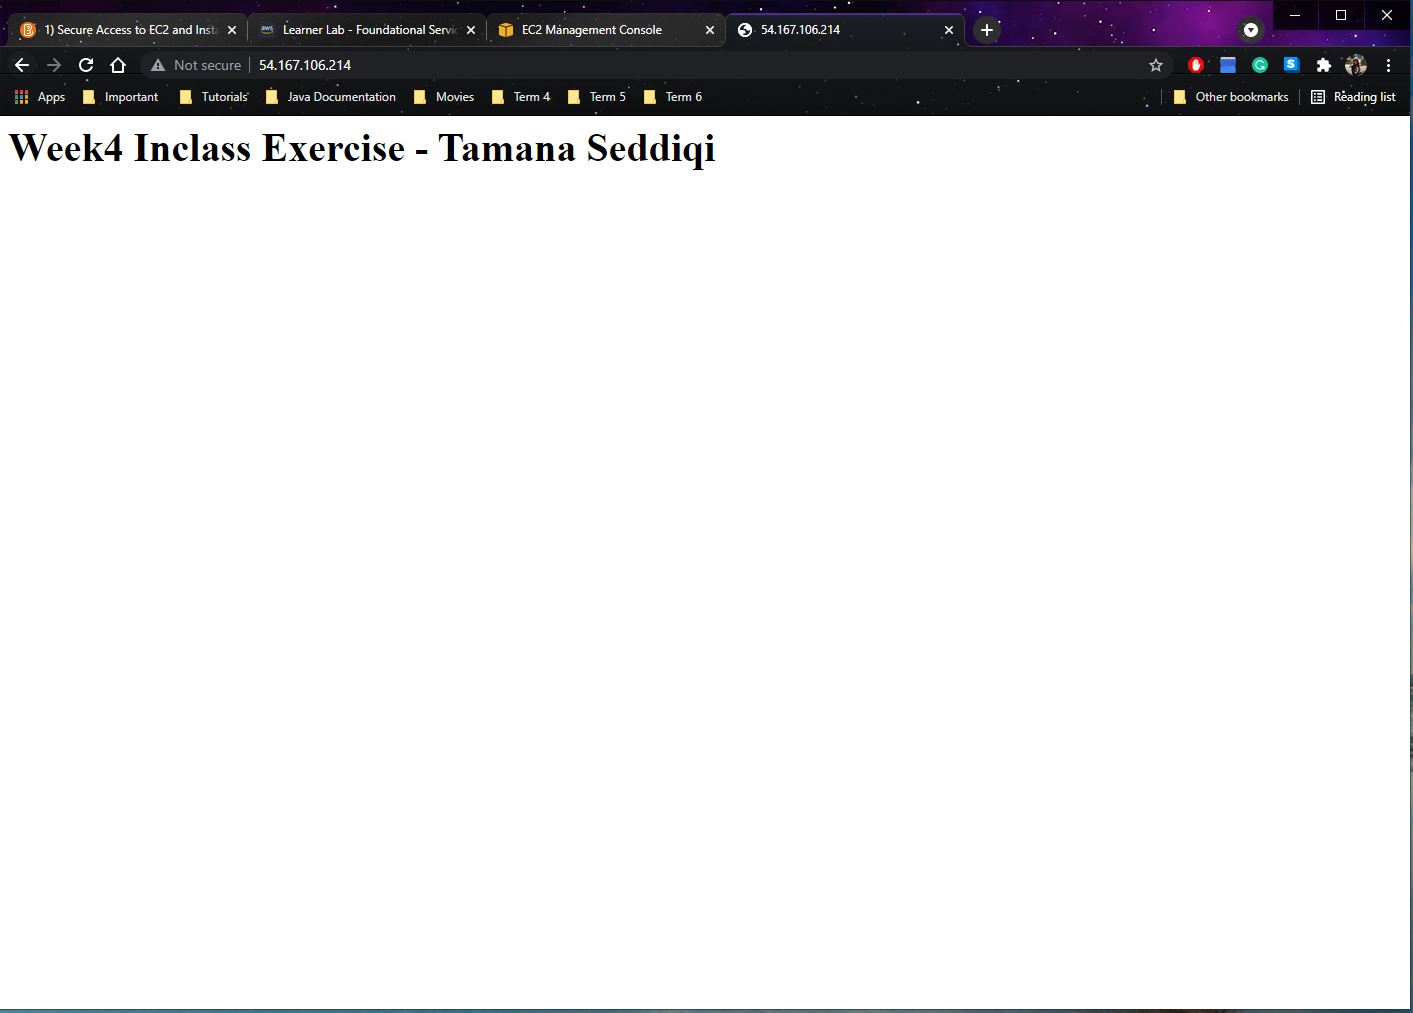 1) Secure Access to EC2 and Insta
Learner Lab - Foundational Servic
EC2 Management Console
54.167.106.214
Not secure 54.167.106.214
Apps Important Tutorials Java Documentation Movies Term 4 Term 5 Term 6 Other bookmarks Reading list
Week4 Inclass Exercise - Tamana Seddiqi